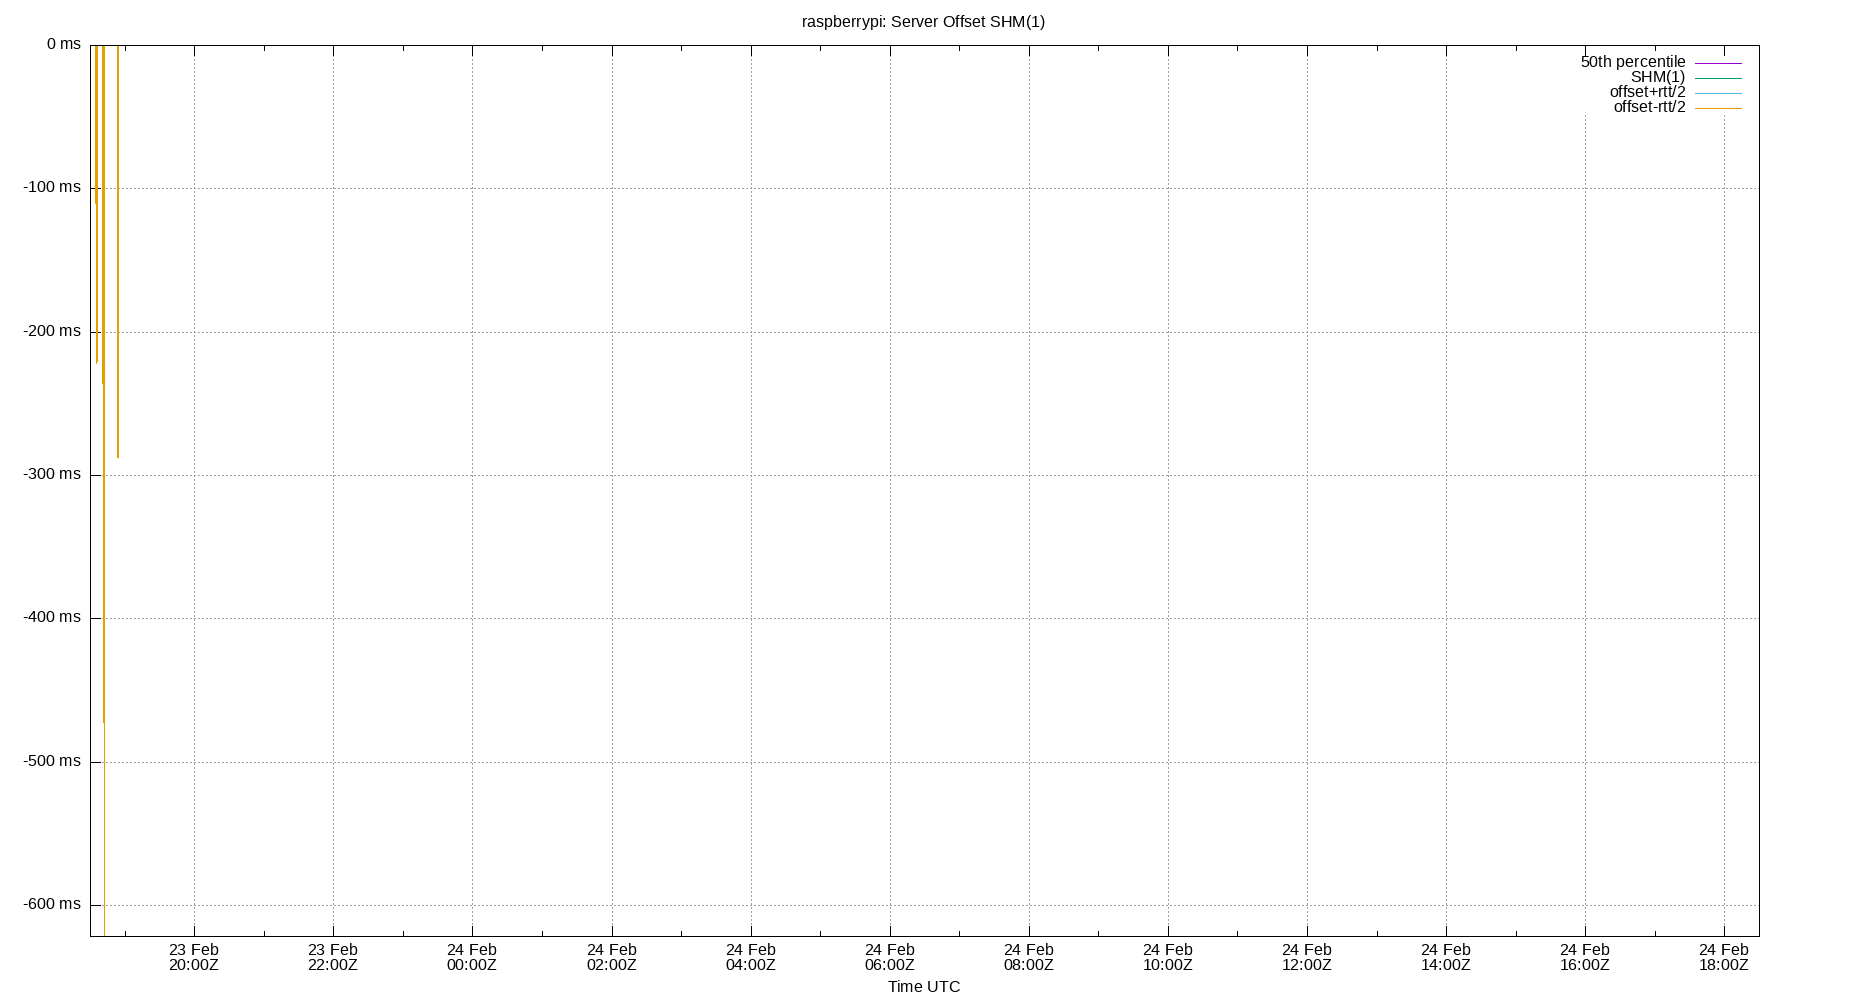 raspberrypi: Server Offset SHM(1)
0 ms
-100 ms
-200 ms
-300 ms
-400 ms
-500 ms
-600 ms
50th percentile
SHM(1)
offset+rtt/2
offset-rtt/2
23 Feb 23 Feb 24 Feb 24 Feb 24 Feb 24 Feb 24 Feb 24 Feb 24 Feb 24 Feb 24 Feb 24 Feb
20:00Z 22:00Z 00:00Z 02:00Z 04:00Z 06:00Z 08:00Z 10:00Z 12:00Z 14:00Z 16:00Z 18:00Z
Time UTC